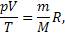 pV/T = m/M R,